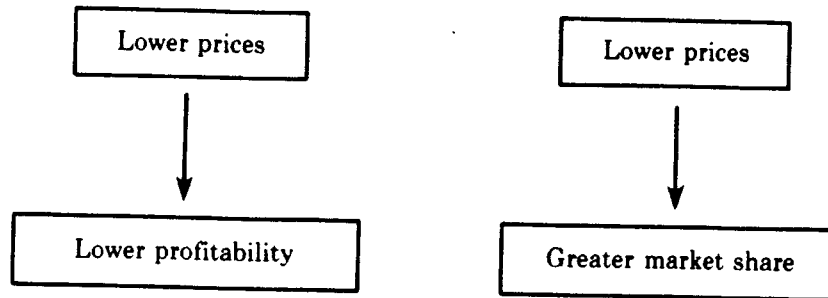 Lower prices
Lower prices
Lower profitability
Greater market share